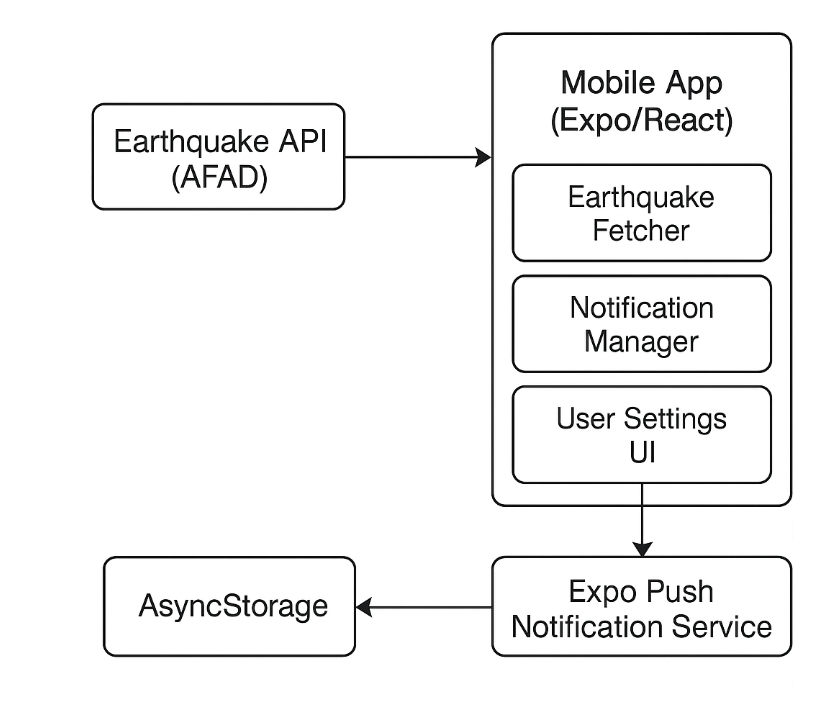 Earthquake API
(AFAD)
Mobile App
(Expo/React)
Earthquake
Fetcher
Notification
Manager
User Settings
UI
AsyncStorage
Expo Push
Notification Service